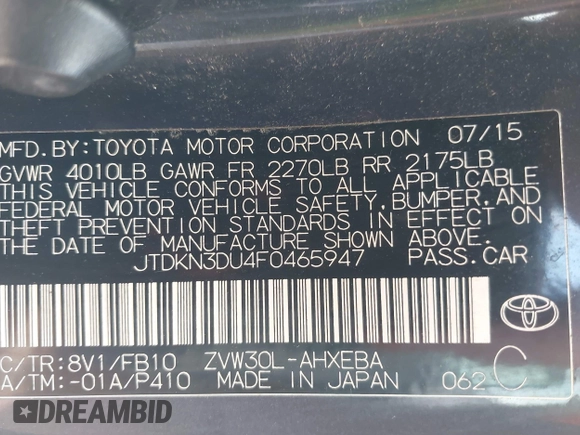 MFD.BY:TOYOTA MOTOR CORPORATION 07/15
GVWR 4010LB GAWR FR 2270LB RR 2175LB
THIS VEHICLE CONFORMS TO ALL APPLICABLE
FEDERAL MOTOR VEHICLE SAFETY,BUMPER,AND
THEFT PREVENTION STANDARDS IN EFFECT ON
THE DATE OF MANUFACTURE SHOWN ABOVE.
JTDKN3DU4F0465947 PASS.CAR
C/TR:8V1/FB10 ZVW30L-AHXEBA
A/TM:-01A/P410 MADE IN JAPAN 062 C
8 BIDFAX